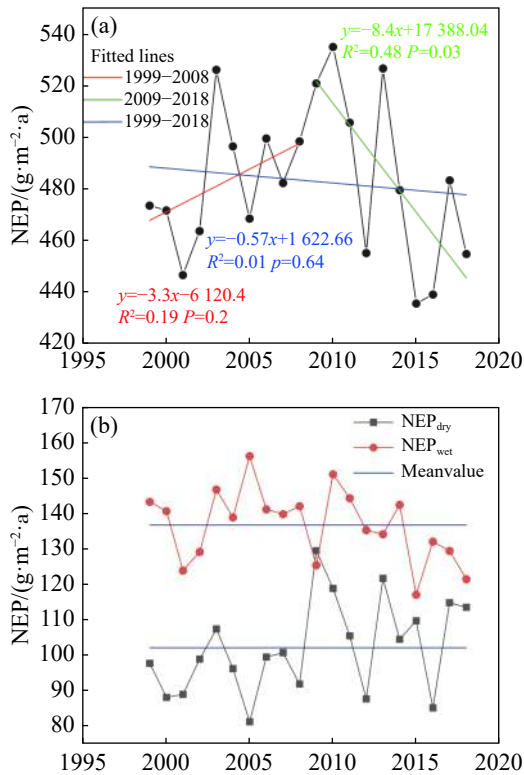 (a)
y=−8.4x+17 388.04
R²=0.48 P=0.03
Fitted lines
1999−2008
2009−2018
1999−2018
y=−0.57x+1 622.66
R²=0.01 p=0.64
y=−3.3x−6 120.4
R²=0.19 P=0.2
NEP/(g·m⁻²·a)
540
520
500
480
460
440
420
1995 2000 2005 2010 2015 2020
(b)
NEP_dry
NEP_wet
Meanvalue
NEP/(g·m⁻²·a)
170
160
150
140
130
120
110
100
90
80
1995 2000 2005 2010 2015 2020